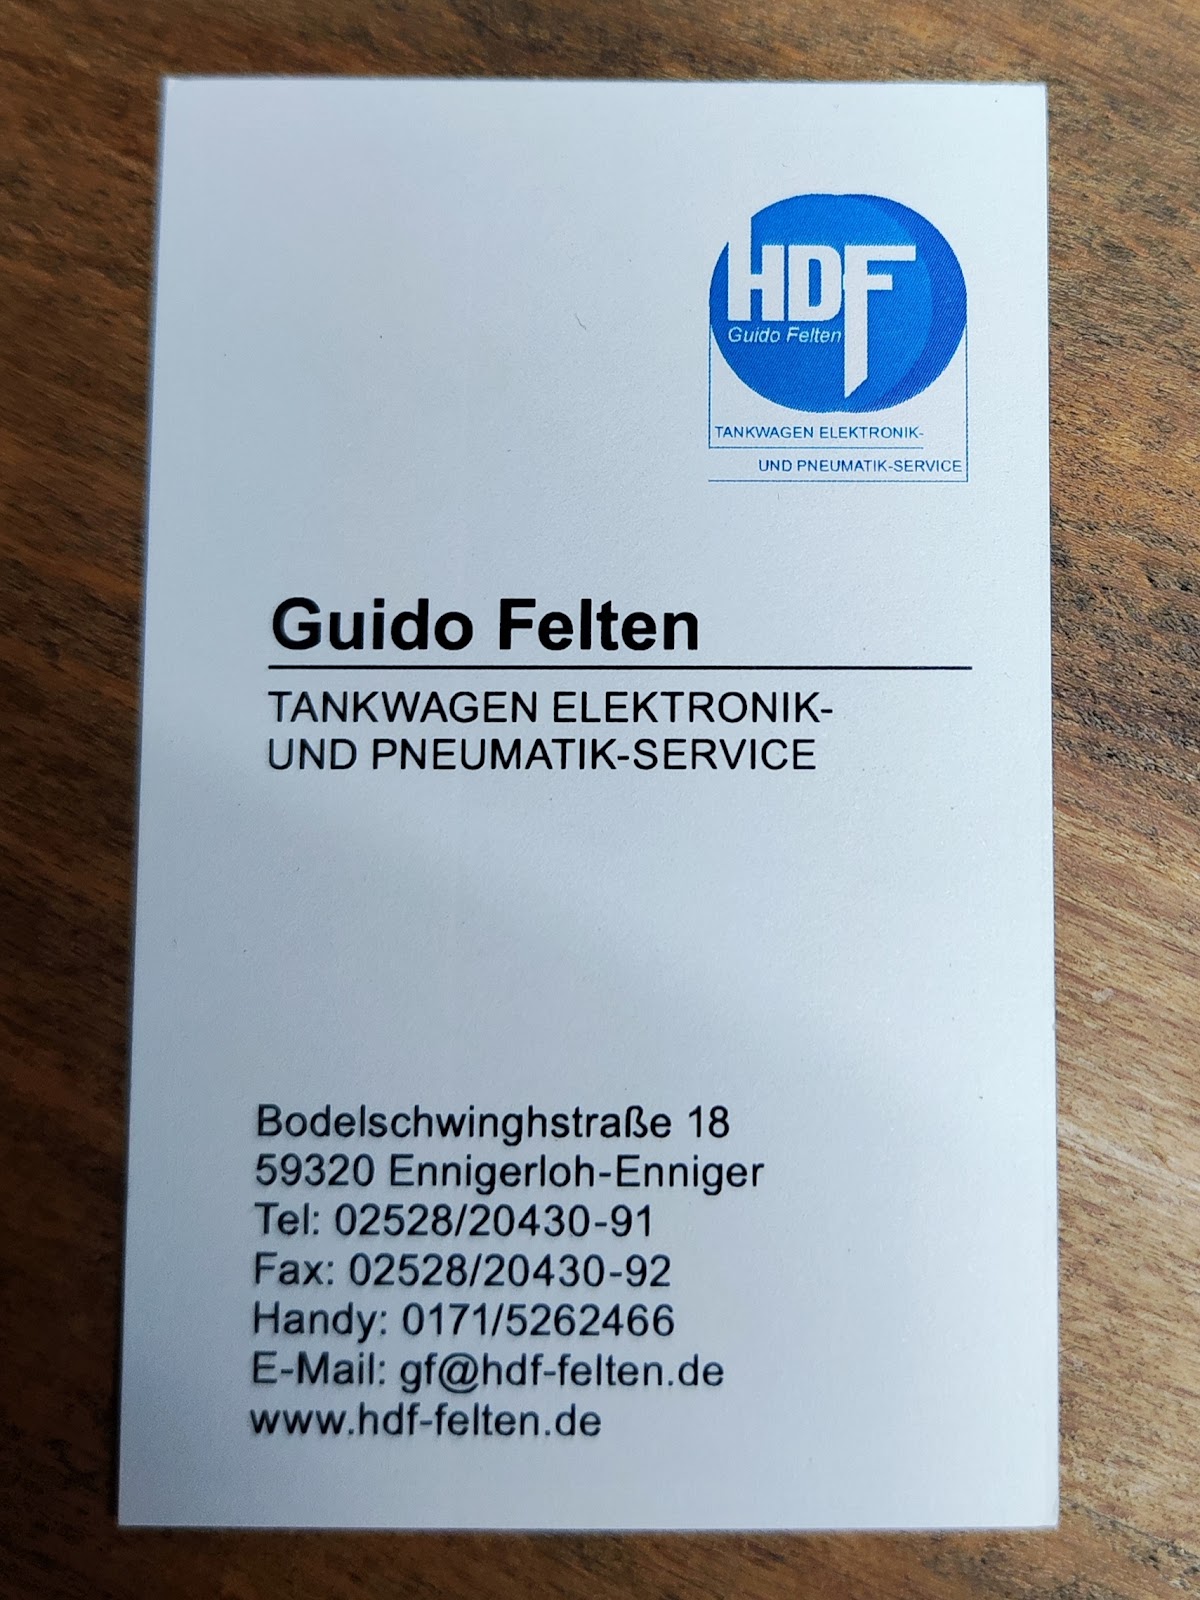 HDF
Guido Felten
TANKWAGEN ELEKTRONIK-
UND PNEUMATIK-SERVICE
Guido Felten
TANKWAGEN ELEKTRONIK-
UND PNEUMATIK-SERVICE
Bodelschwinghstraße 18
59320 Ennigerloh-Enniger
Tel: 02528/20430-91
Fax: 02528/20430-92
Handy: 0171/5262466
E-Mail: gf@hdf-felten.de
www.hdf-felten.de